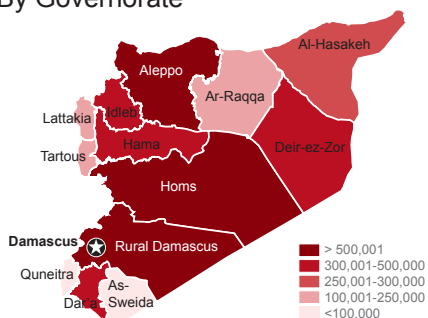 By Governorate
Al-Hasakeh
Aleppo
Ar-Raqqa
Idleb
Lattakia
Hama
Tartous
Deir-ez-Zor
Homs
Damascus
Rural Damascus
Quneitra
As-
Sweida
Dar'a
> 500,001
300,001-500,000
250,001-300,000
100,001-250,000
<100,000